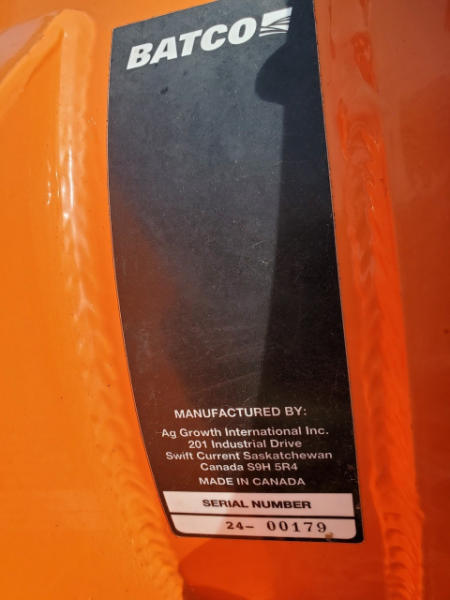 BATCO
MANUFACTURED BY:
Ag Growth International Inc.
201 Industrial Drive
Swift Current Saskatchewan
Canada S9H 5R4
MADE IN CANADA
SERIAL NUMBER
24- 00179